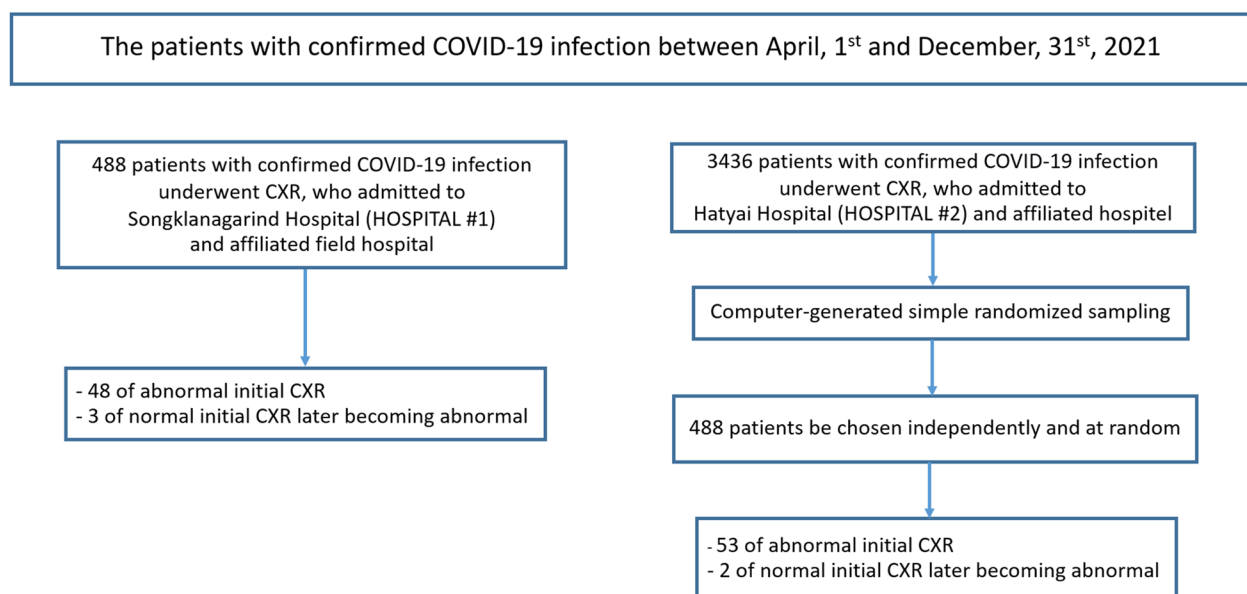 The patients with confirmed COVID-19 infection between April, 1st and December, 31st, 2021
488 patients with confirmed COVID-19 infection
underwent CXR, who admitted to
Songklanagarind Hospital (HOSPITAL #1)
and affiliated field hospital
- 48 of abnormal initial CXR
- 3 of normal initial CXR later becoming abnormal
3436 patients with confirmed COVID-19 infection
underwent CXR, who admitted to
Hatyai Hospital (HOSPITAL #2) and affiliated hospitel
Computer-generated simple randomized sampling
488 patients be chosen independently and at random
- 53 of abnormal initial CXR
- 2 of normal initial CXR later becoming abnormal